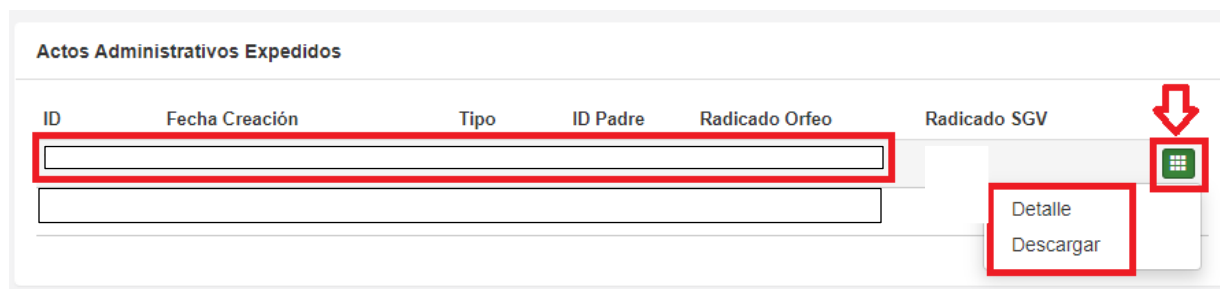 Actos Administrativos Expedidos
ID Fecha Creación Tipo ID Padre Radicado Orfeo Radicado SGV
Detalle
Descargar